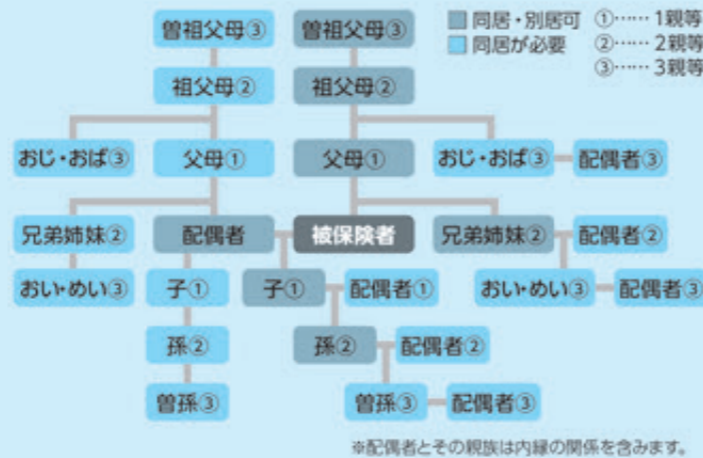 曽祖父母③ 曽祖父母③ 同居・別居可 ①…… 1親等
同居が必要 ②…… 2親等
③…… 3親等
祖父母② 祖父母②
おじ・おば③ 父母① 父母① おじ・おば③ 配偶者③
兄弟姉妹② 配偶者 被保険者 兄弟姉妹② 配偶者②
おい・めい③ 子① 子① 配偶者① おい・めい③ 配偶者③
孫② 孫② 配偶者②
曽孫③ 曽孫③ 配偶者③
※配偶者とその親族は内縁の関係を含みます。